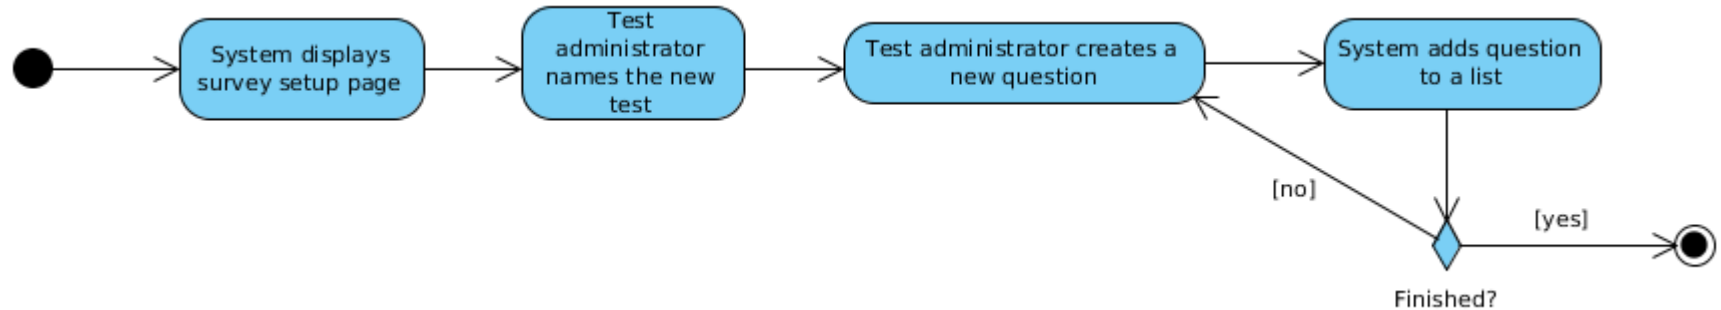 System displays
survey setup page
Test
administrator
names the new
test
Test administrator creates a
new question
System adds question
to a list
[no]
[yes]
Finished?